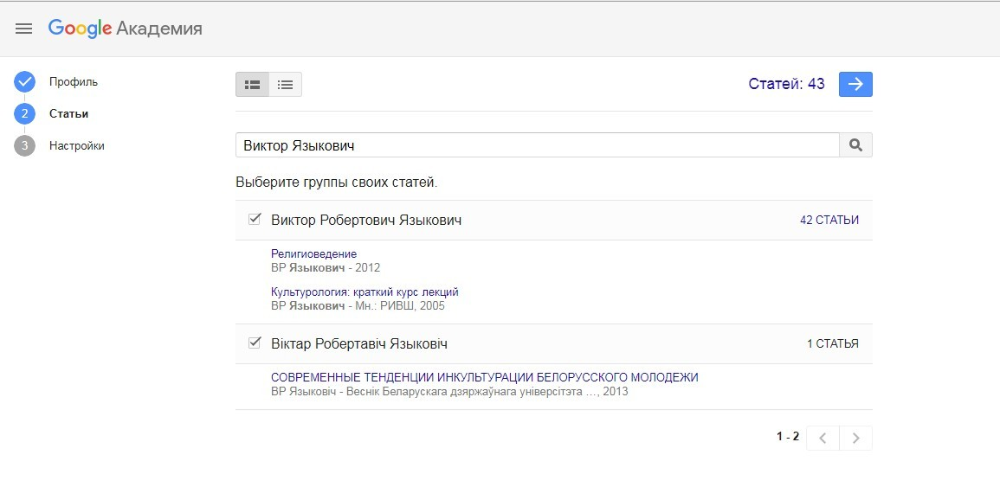 Google Академия
Профиль
Статей: 43
2 Статьи
Виктор Языкович
3 Настройки
Выберите группы своих статей.
Виктор Робертович Языкович 42 СТАТЬИ
Религиоведение
ВР Языкович - 2012
Культурология: краткий курс лекций
ВР Языкович - Мн.: РИВШ, 2005
Віктар Робертавіч Языковіч 1 СТАТЬЯ
СОВРЕМЕННЫЕ ТЕНДЕНЦИИ ИНКУЛЬТУРАЦИИ БЕЛОРУССКОГО МОЛОДЕЖИ
ВР Языковіч - Веснік Беларускага дзяржаўнага універсітэта ..., 2013
1 - 2